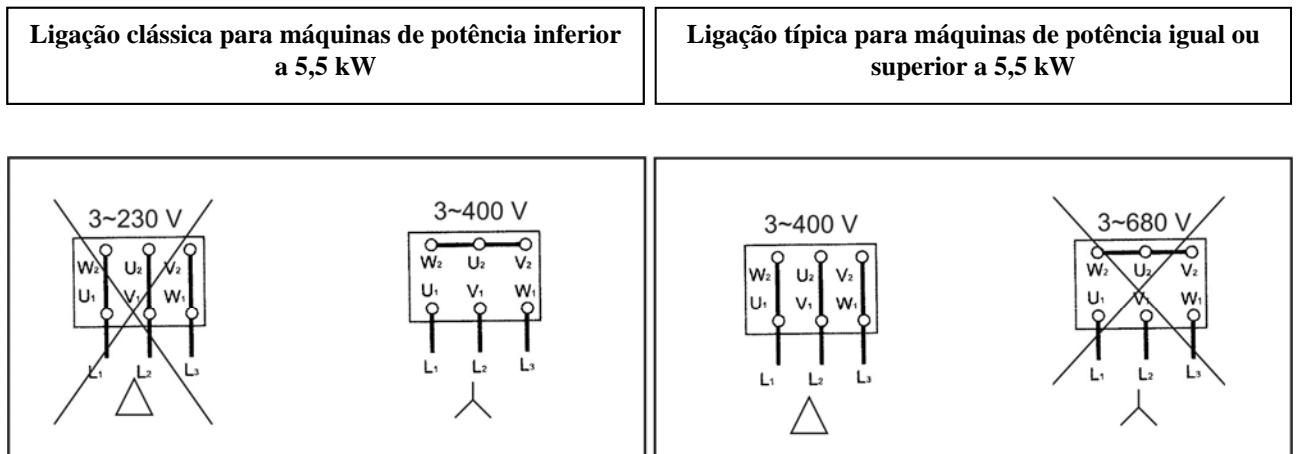 Ligação clássica para máquinas de potência inferior
a 5,5 kW
Ligação típica para máquinas de potência igual ou
superior a 5,5 kW
3~230 V
W₂ U₂ V₂
U₁ V₁ W₁
L₁ L₂ L₃
3~400 V
W₂ U₂ V₂
U₁ V₁ W₁
L₁ L₂ L₃
3~400 V
W₂ U₂ V₂
U₁ V₁ W₁
L₁ L₂ L₃
3~680 V
W₂ U₂ V₂
U₁ V₁ W₁
L₁ L₂ L₃